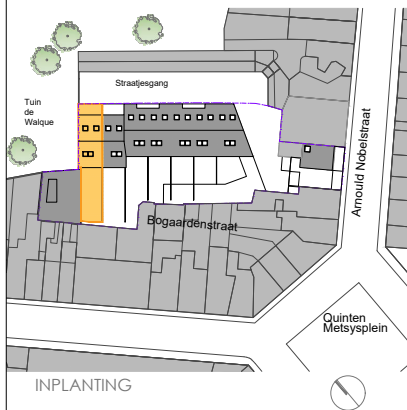 Straatjesgang
Tuin
de
Walque
Arnould Nobelstraat
Bogaardenstraat
Quinten
Metsysplein
INPLANTING